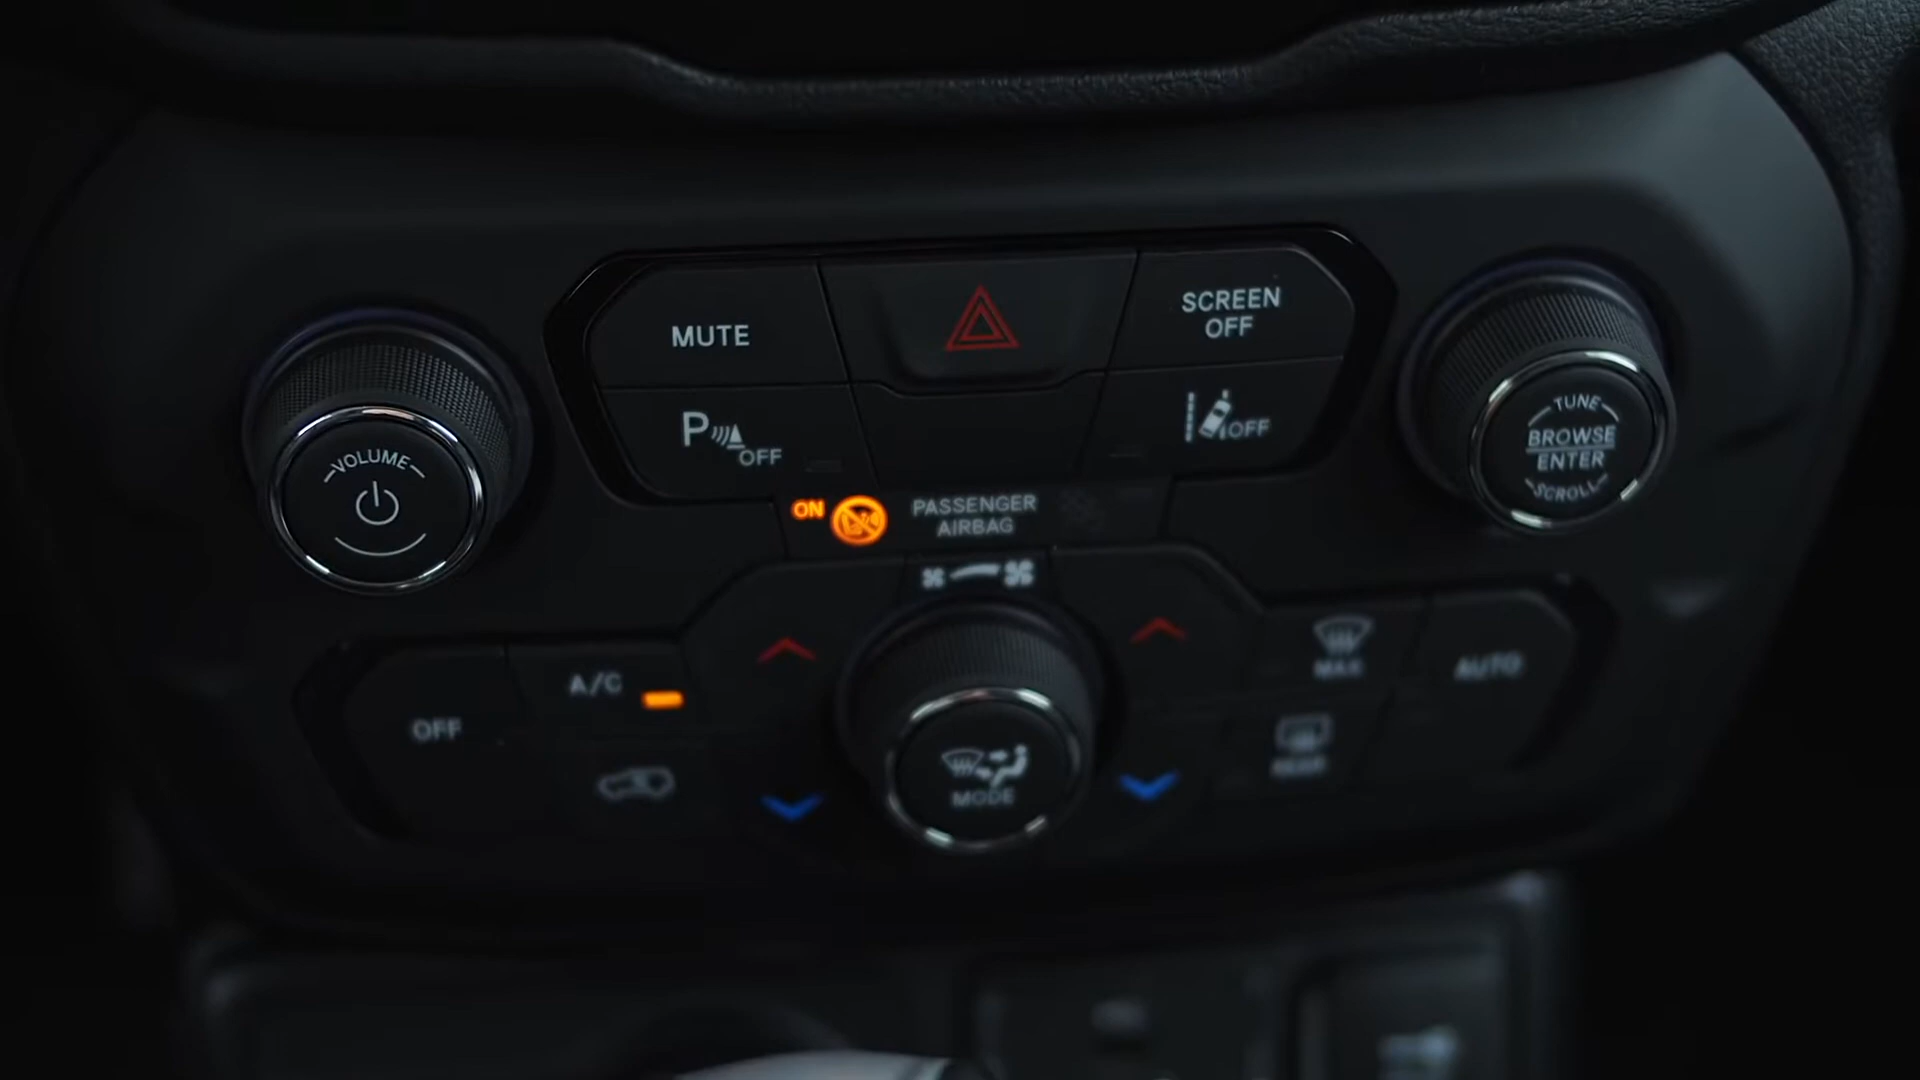 MUTE
SCREEN
OFF
P OFF
OFF
VOLUME
TUNE
BROWSE
ENTER
SCROLL
ON
PASSENGER
AIRBAG
A/C
OFF
MAX
AUTO
REAR
MODE